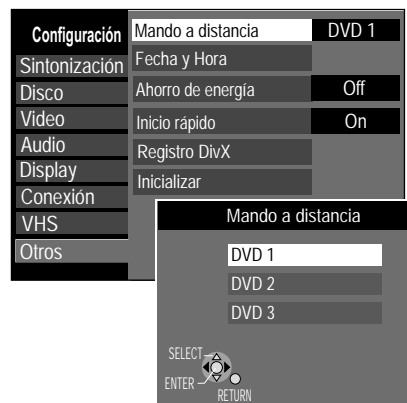 Configuración
Sintonización
Disco
Video
Audio
Display
Conexión
VHS
Otros
Mando a distancia DVD 1
Fecha y Hora
Ahorro de energía Off
Inicio rápido On
Registro DivX
Inicializar
Mando a distancia
DVD 1
DVD 2
DVD 3
SELECT
ENTER
RETURN